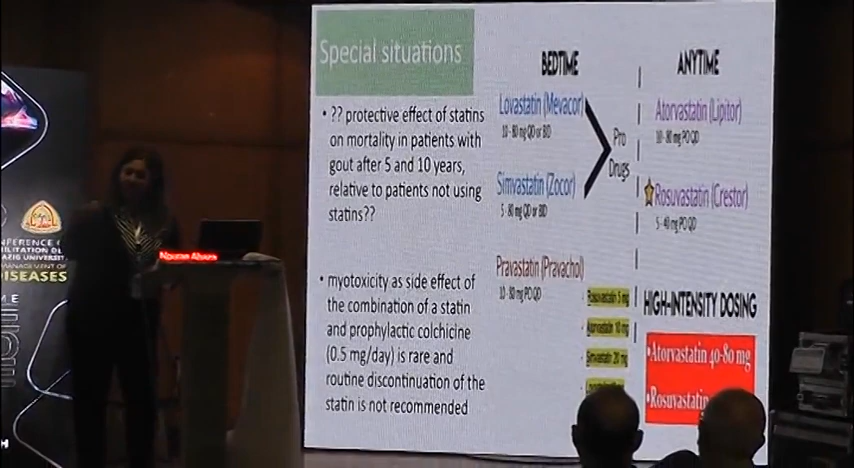 Special situations
• ?? protective effect of statins
on mortality in patients with
gout after 5 and 10 years,
relative to patients not using
statins??
• myotoxicity as side effect of
the combination of a statin
and prophylactic colchicine
(0.5 mg/day) is rare and
routine discontinuation of the
statin is not recommended
BEDTIME
Lovastatin (Mevacor)
10 - 80 mg QD or BID
Simvastatin (Zocor)
5 - 80 mg QD or BID
Pro
Drugs
Pravastatin (Pravachol)
10 - 80 mg PO QD
Rosuvastatin 5 mg
Atorvastatin 10 mg
Simvastatin 20 mg
ANYTIME
Atorvastatin (Lipitor)
10 - 80 mg PO QD
Rosuvastatin (Crestor)
5 - 40 mg PO QD
HIGH-INTENSITY DOSING
•Atorvastatin 40-80 mg
•Rosuvastatin
DISEASES